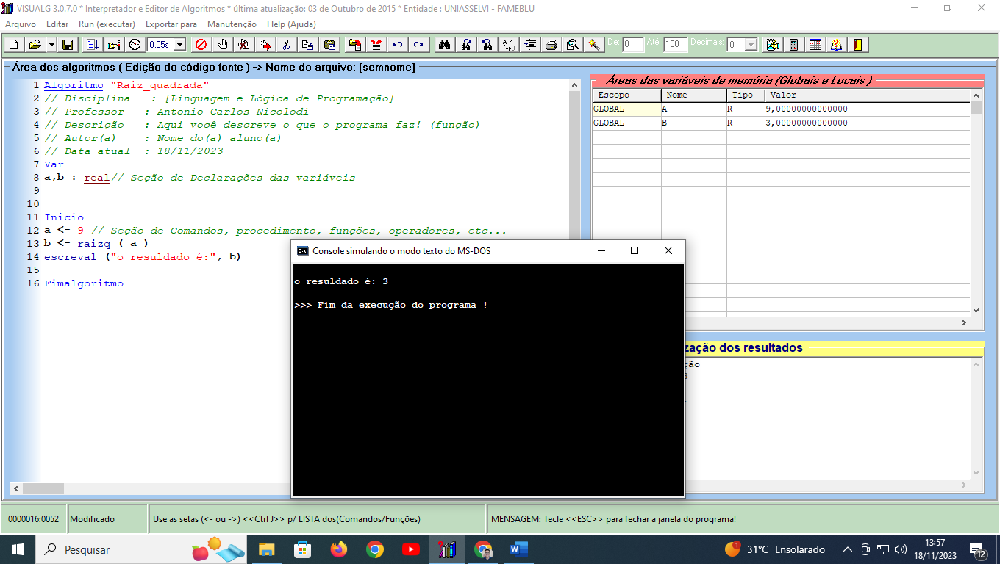 VISUALG 3.0.7.0 * Interpretador e Editor de Algoritmos * última atualização: 03 de Outubro de 2015 * Entidade : UNIASSELVI - FAMEBLU
Arquivo Editar Run (executar) Exportar para Manutenção Help (Ajuda)
0,05s De: 0 Até: 100 Decimais: 0
Área dos algoritmos ( Edição do código fonte ) -> Nome do arquivo: [semnome]
1 Algoritmo "Raiz_quadrada"
2 // Disciplina : [Linguagem e Lógica de Programação]
3 // Professor : Antonio Carlos Nicolodi
4 // Descrição : Aqui você descreve o que o programa faz! (função)
5 // Autor(a) : Nome do(a) aluno(a)
6 // Data atual : 18/11/2023
7 Var
8 a,b : real// Seção de Declarações das variáveis
9
10
11 Inicio
12 a <- 9 // Seção de Comandos, procedimento, funções, operadores, etc...
13 b <- raizq ( a )
14 escreval ("o resuldado é:", b)
15
16 Fimalgoritmo
Áreas das variáveis de memória (Globais e Locais )
Escopo Nome Tipo Valor
GLOBAL A R 9,00000000000000
GLOBAL B R 3,00000000000000
Console simulando o modo texto do MS-DOS
o resuldado é: 3
>>> Fim da execução do programa !
zação dos resultados
ção
3
0000016:0052 Modificado Use as setas (<- ou ->) <<Ctrl J>> p/ LISTA dos(Comandos/Funções) MENSAGEM: Tecle <<ESC>> para fechar a janela do programa!
Pesquisar
31°C Ensolarado
13:57
18/11/2023
12